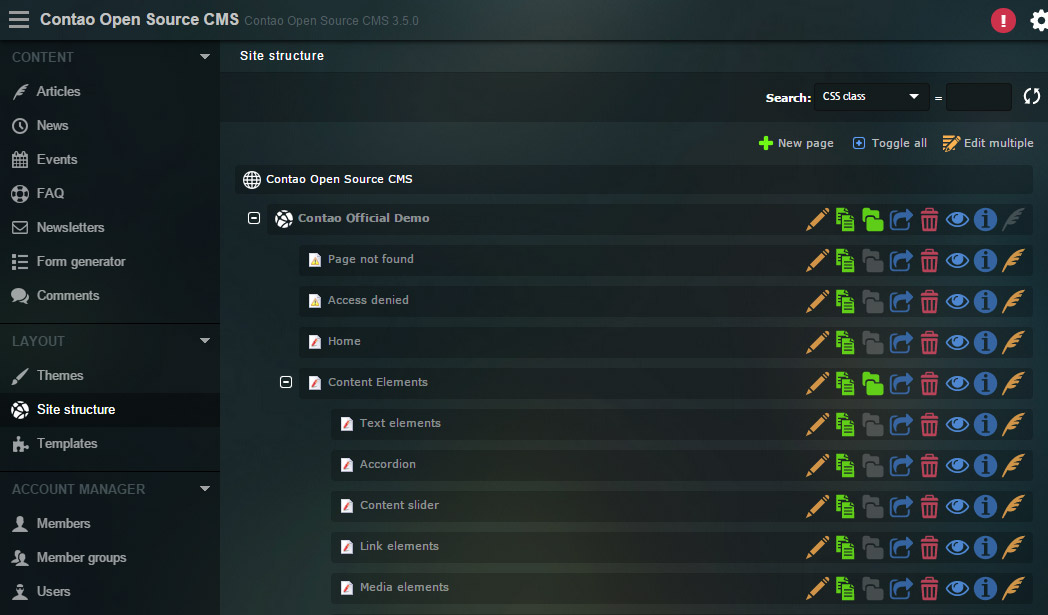 Contao Open Source CMS Contao Open Source CMS 3.5.0
CONTENT
Articles
News
Events
FAQ
Newsletters
Form generator
Comments
LAYOUT
Themes
Site structure
Templates
ACCOUNT MANAGER
Members
Member groups
Users
Site structure
Search: CSS class =
New page Toggle all Edit multiple
Contao Open Source CMS
Contao Official Demo
Page not found
Access denied
Home
Content Elements
Text elements
Accordion
Content slider
Link elements
Media elements